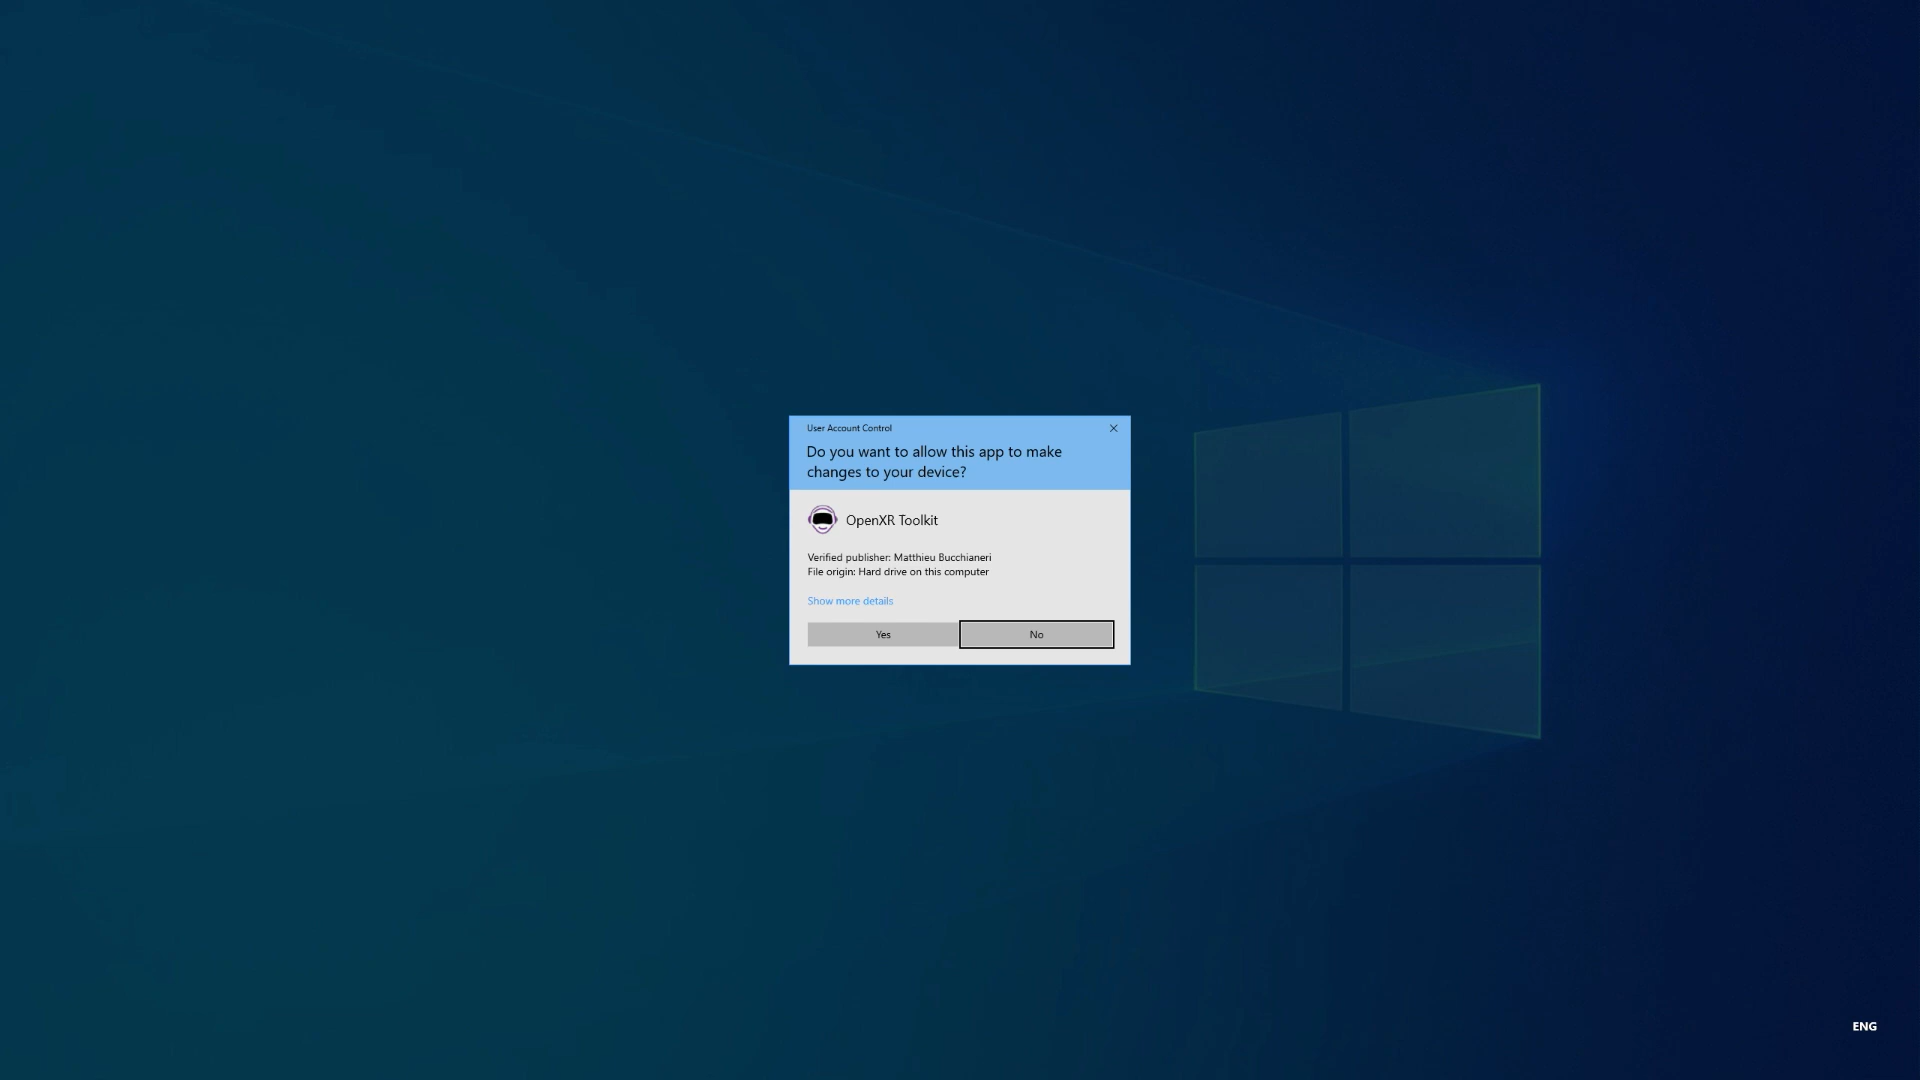 User Account Control
Do you want to allow this app to make
changes to your device?
OpenXR Toolkit
Verified publisher: Matthieu Bucchianeri
File origin: Hard drive on this computer
Show more details
Yes
No
ENG